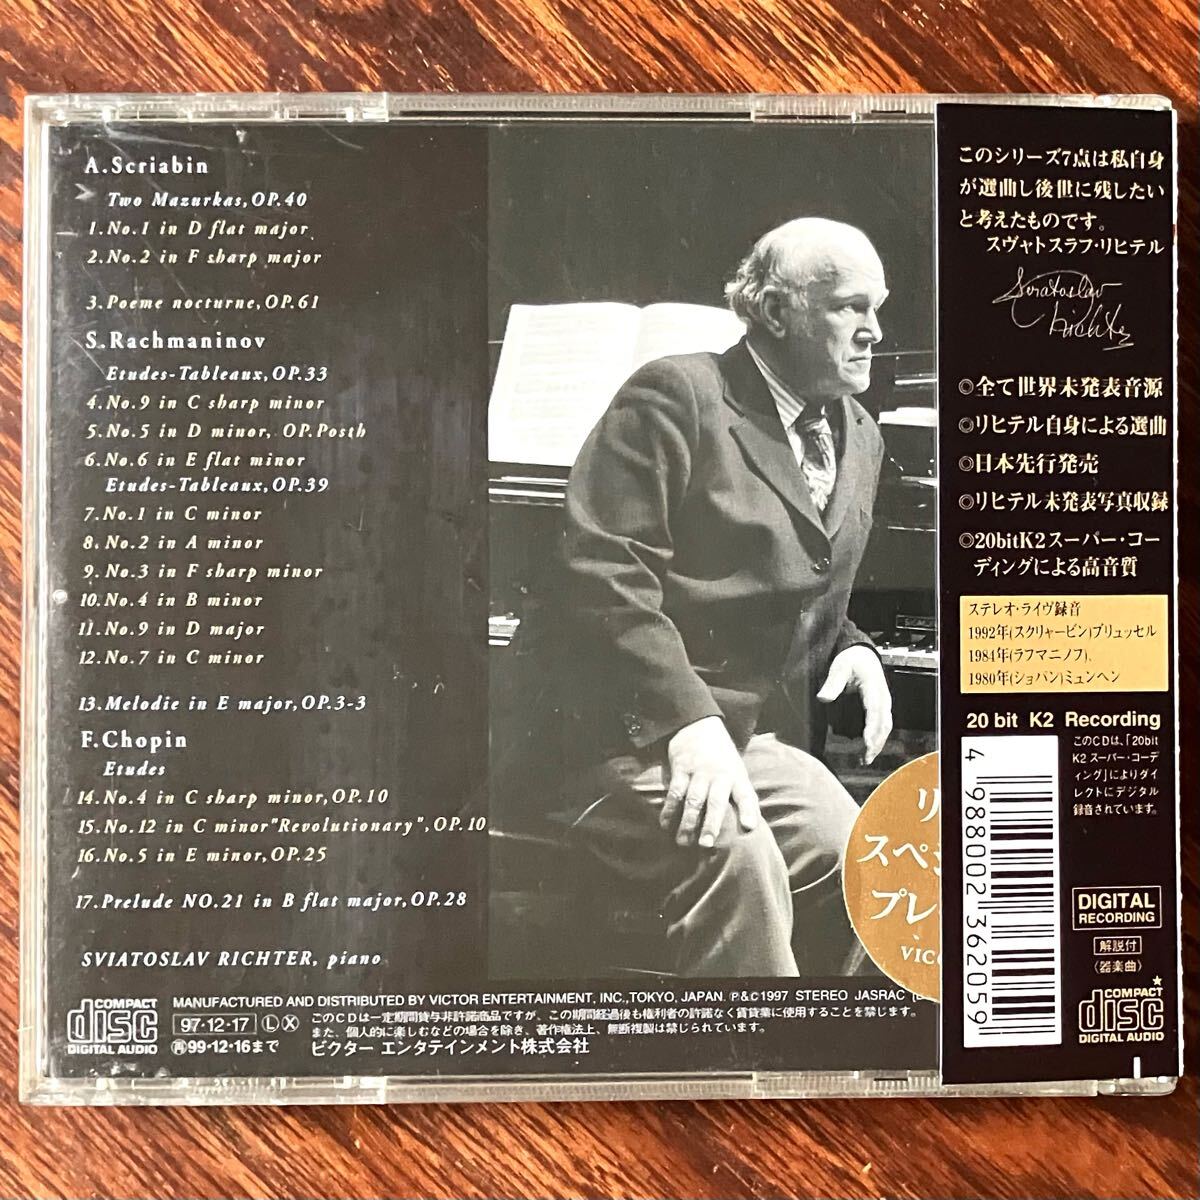 A.Scriabin
Two Mazurkas,OP.40
1.No.1 in D flat major
2.No.2 in F sharp major
3.Poeme nocturne,OP.61
S.Rachmaninov
Etudes-Tableaux,OP.33
4.No.9 in C sharp minor
5.No.5 in D minor, OP.Posth
6.No.6 in E flat minor
Etudes-Tableaux,OP.39
7.No.1 in C minor
8.No.2 in A minor
9.No.3 in F sharp minor
10.No.4 in B minor
11.No.9 in D major
12.No.7 in C minor
13.Melodie in E major,OP.3-3
F.Chopin
Etudes
14.No.4 in C sharp minor,OP.10
15.No.12 in C minor"Revolutionary",OP.10
16.No.5 in E minor,OP.25
17.Prelude NO.21 in B flat major,OP.28
SVIATOSLAV RICHTER, piano
COMPACT
disc
DIGITAL AUDIO
MANUFACTURED AND DISTRIBUTED BY VICTOR ENTERTAINMENT, INC.,TOKYO, JAPAN. ℗&©1997 STEREO JASRAC
97·12·17 Ⓛ Ⓧ
このCDは一定期間貸与非許諾商品ですが、この期間経過後も権利者の許諾なく賃貸業に使用することを禁じます。
また、個人的に楽しむなどの場合を除き、著作権法上、無断複製は禁じられています。
再99·12·16まで
ビクター エンタテインメント株式会社
リ
スペシ
プレ
VIC
このシリーズ7点は私自身
が選曲し後世に残したい
と考えたものです。
スヴャトスラフ・リヒテル
Sviatoslav
Richter
◎全て世界未発表音源
◎リヒテル自身による選曲
◎日本先行発売
◎リヒテル未発表写真収録
◎20bitK2スーパー・コー
ディングによる高音質
ステレオ・ライヴ録音
1992年(スクリャービン)ブリュッセル
1984年(ラフマニノフ)、
1980年(ショパン)ミュンヘン
20 bit K2 Recording
このCDは、「20bit
K2スーパー・コーデ
ィング」によりダイ
レクトにデジタル
録音されています。
4 988002 362059
DIGITAL
RECORDING
解説付
〈器楽曲〉
COMPACT
disc
DIGITAL AUDIO